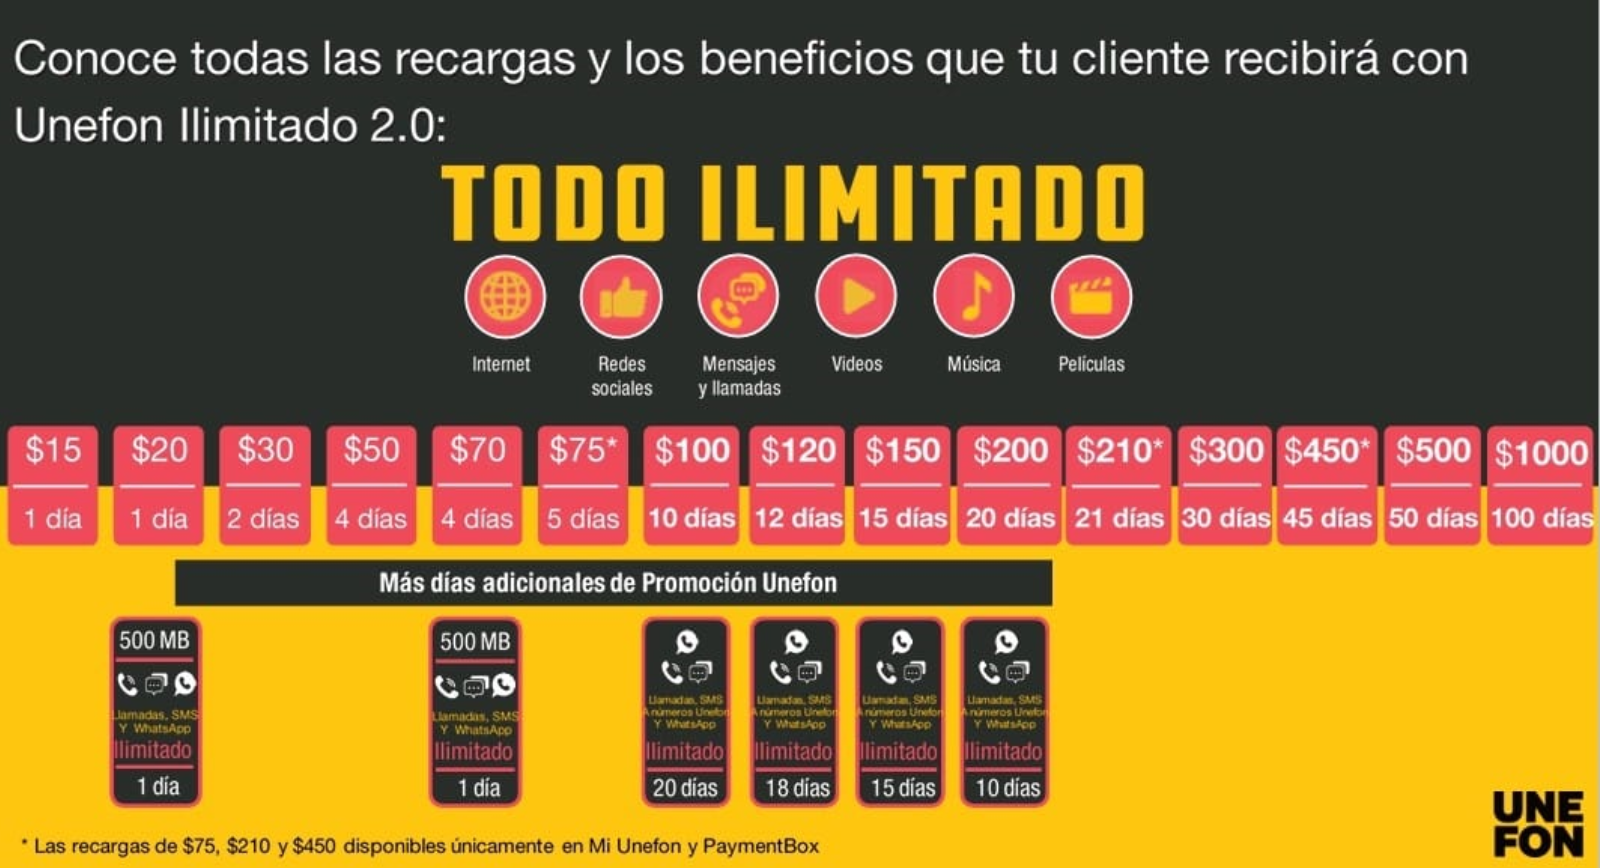 Conoce todas las recargas y los beneficios que tu cliente recibirá con
Unefon Ilimitado 2.0:
TODO ILIMITADO
Internet
Redes
sociales
Mensajes
y llamadas
Videos
Música
Películas
$15
1 día
$20
1 día
$30
2 días
$50
4 días
$70
4 días
$75*
5 días
$100
10 días
$120
12 días
$150
15 días
$200
20 días
$210*
21 días
$300
30 días
$450*
45 días
$500
50 días
$1000
100 días
Más días adicionales de Promoción Unefon
500 MB
Llamadas, SMS
Y WhatsApp
Ilimitado
1 día
500 MB
Llamadas, SMS
Y WhatsApp
Ilimitado
1 día
Llamadas, SMS
A números Unefon
Y WhatsApp
Ilimitado
20 días
Llamadas, SMS
A números Unefon
Y WhatsApp
Ilimitado
18 días
Llamadas, SMS
A números Unefon
Y WhatsApp
Ilimitado
15 días
Llamadas, SMS
A números Unefon
Y WhatsApp
Ilimitado
10 días
* Las recargas de $75, $210 y $450 disponibles únicamente en Mi Unefon y PaymentBox
UNE
FON